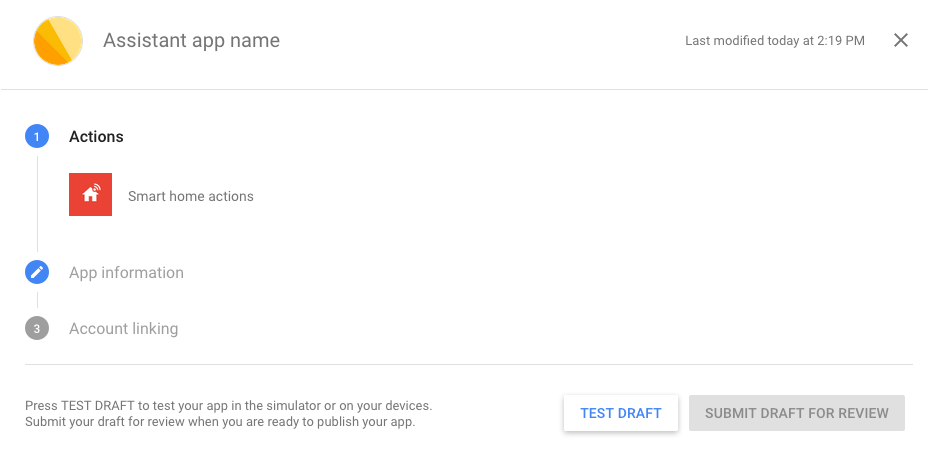 Assistant app name
Last modified today at 2:19 PM
1
Actions
Smart home actions
App information
3
Account linking
Press TEST DRAFT to test your app in the simulator or on your devices.
Submit your draft for review when you are ready to publish your app.
TEST DRAFT
SUBMIT DRAFT FOR REVIEW